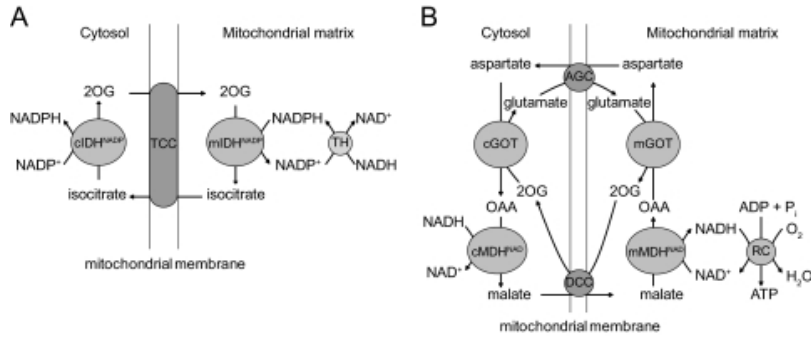 A
Cytosol
Mitochondrial matrix
2OG
2OG
NADPH
cIDHᴺᴬᴰᴾ
NADP⁺
TCC
mIDHᴺᴬᴰᴾ
NADPH
NADP⁺
TH
NAD⁺
NADH
isocitrate
isocitrate
mitochondrial membrane
B
Cytosol
Mitochondrial matrix
aspartate
AGC
aspartate
glutamate
glutamate
cGOT
mGOT
2OG
2OG
OAA
OAA
NADH
cMDHᴺᴬᴰ
NAD⁺
mMDHᴺᴬᴰ
NADH
NAD⁺
ADP + Pᵢ
O₂
RC
H₂O
ATP
malate
DCC
malate
mitochondrial membrane